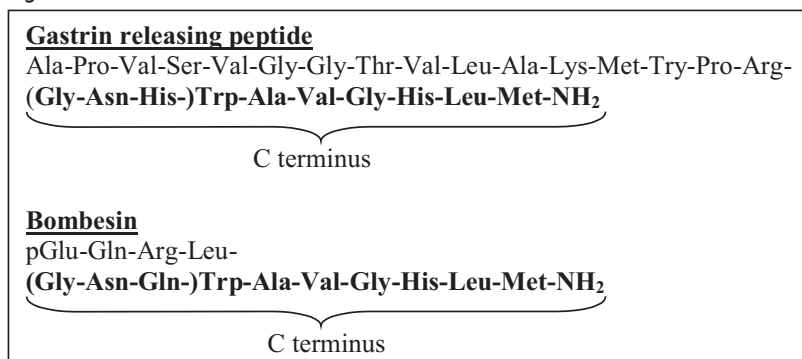 Gastrin releasing peptide
Ala-Pro-Val-Ser-Val-Gly-Gly-Thr-Val-Leu-Ala-Lys-Met-Try-Pro-Arg-
(Gly-Asn-His-)Trp-Ala-Val-Gly-His-Leu-Met-NH₂
C terminus
Bombesin
pGlu-Gln-Arg-Leu-
(Gly-Asn-Gln-)Trp-Ala-Val-Gly-His-Leu-Met-NH₂
C terminus